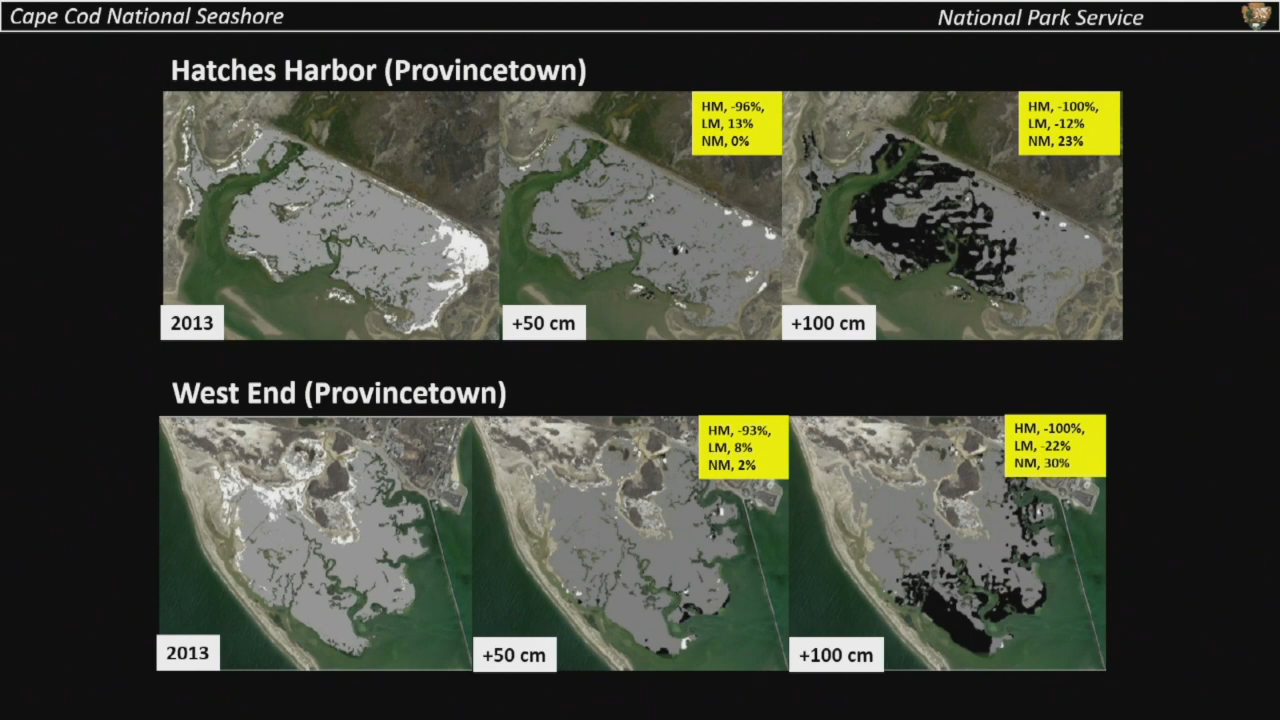 Cape Cod National Seashore
National Park Service
Hatches Harbor (Provincetown)
HM, -96%,
LM, 13%
NM, 0%
HM, -100%,
LM, -12%
NM, 23%
2013
+50 cm
+100 cm
West End (Provincetown)
HM, -93%,
LM, 8%
NM, 2%
HM, -100%,
LM, -22%
NM, 30%
2013
+50 cm
+100 cm